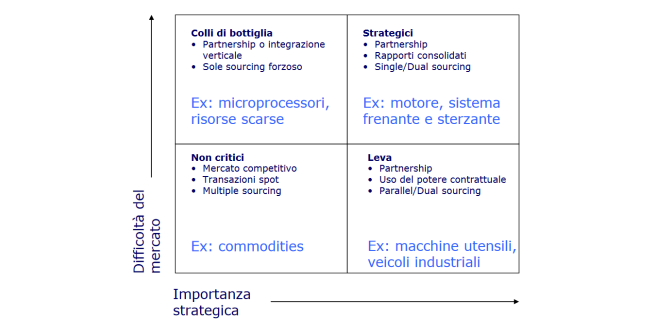 Colli di bottiglia
• Partnership o integrazione
verticale
• Sole sourcing forzoso
Ex: microprocessori,
risorse scarse
Strategici
• Partnership
• Rapporti consolidati
• Single/Dual sourcing
Ex: motore, sistema
frenante e sterzante
Non critici
• Mercato competitivo
• Transazioni spot
• Multiple sourcing
Ex: commodities
Leva
• Partnership
• Uso del potere contrattuale
• Parallel/Dual sourcing
Ex: macchine utensili,
veicoli industriali
Difficoltà del
mercato
Importanza
strategica